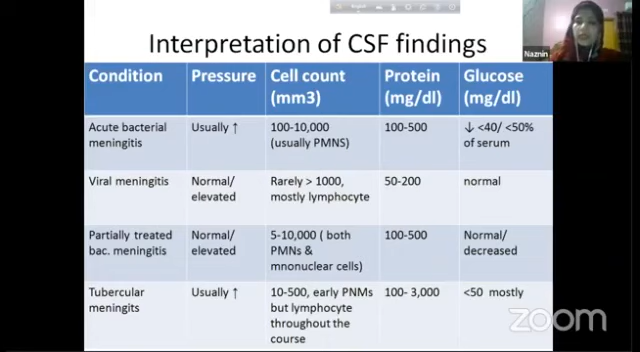 Interpretation of CSF findings
Naznin
Condition
Pressure
Cell count
(mm3)
Protein
(mg/dl)
Glucose
(mg/dl)
Acute bacterial
meningitis
Usually ↑
100-10,000
(usually PMNS)
100-500
↓ <40/ <50%
of serum
Viral meningitis
Normal/
elevated
Rarely > 1000,
mostly lymphocyte
50-200
normal
Partially treated
bac. meningitis
Normal/
elevated
5-10,000 ( both
PMNs &
mnonuclear cells)
100-500
Normal/
decreased
Tubercular
meningits
Usually ↑
10-500, early PNMs
but lymphocyte
throughout the
course
100- 3,000
<50 mostly
zoom